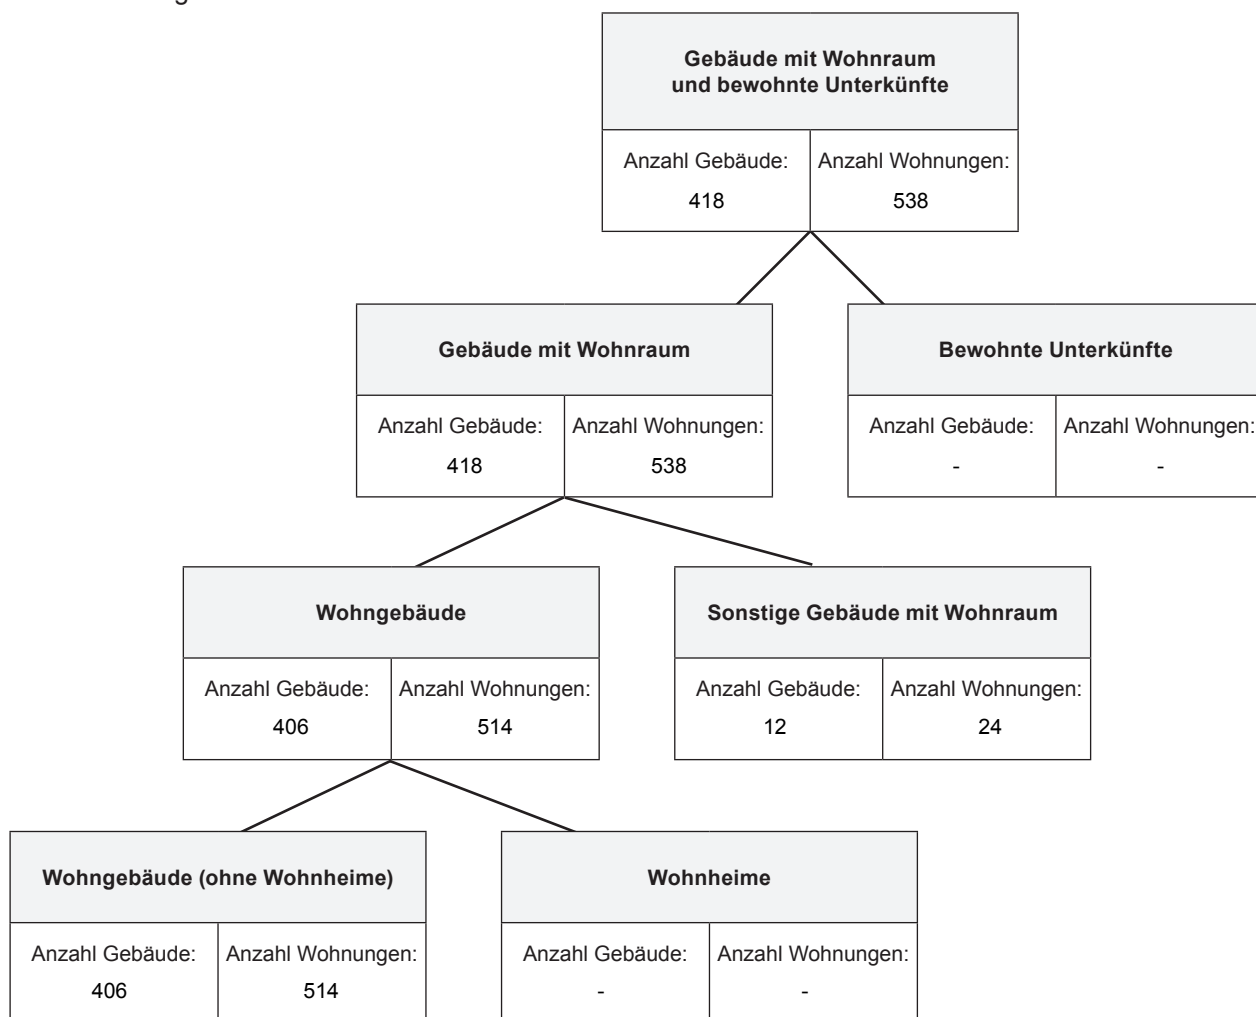 Gebäude mit Wohnraum
und bewohnte Unterkünfte
Anzahl Gebäude: Anzahl Wohnungen:
418 538
Gebäude mit Wohnraum
Anzahl Gebäude: Anzahl Wohnungen:
418 538
Bewohnte Unterkünfte
Anzahl Gebäude: Anzahl Wohnungen:
- -
Wohngebäude
Anzahl Gebäude: Anzahl Wohnungen:
406 514
Sonstige Gebäude mit Wohnraum
Anzahl Gebäude: Anzahl Wohnungen:
12 24
Wohngebäude (ohne Wohnheime)
Anzahl Gebäude: Anzahl Wohnungen:
406 514
Wohnheime
Anzahl Gebäude: Anzahl Wohnungen:
- -